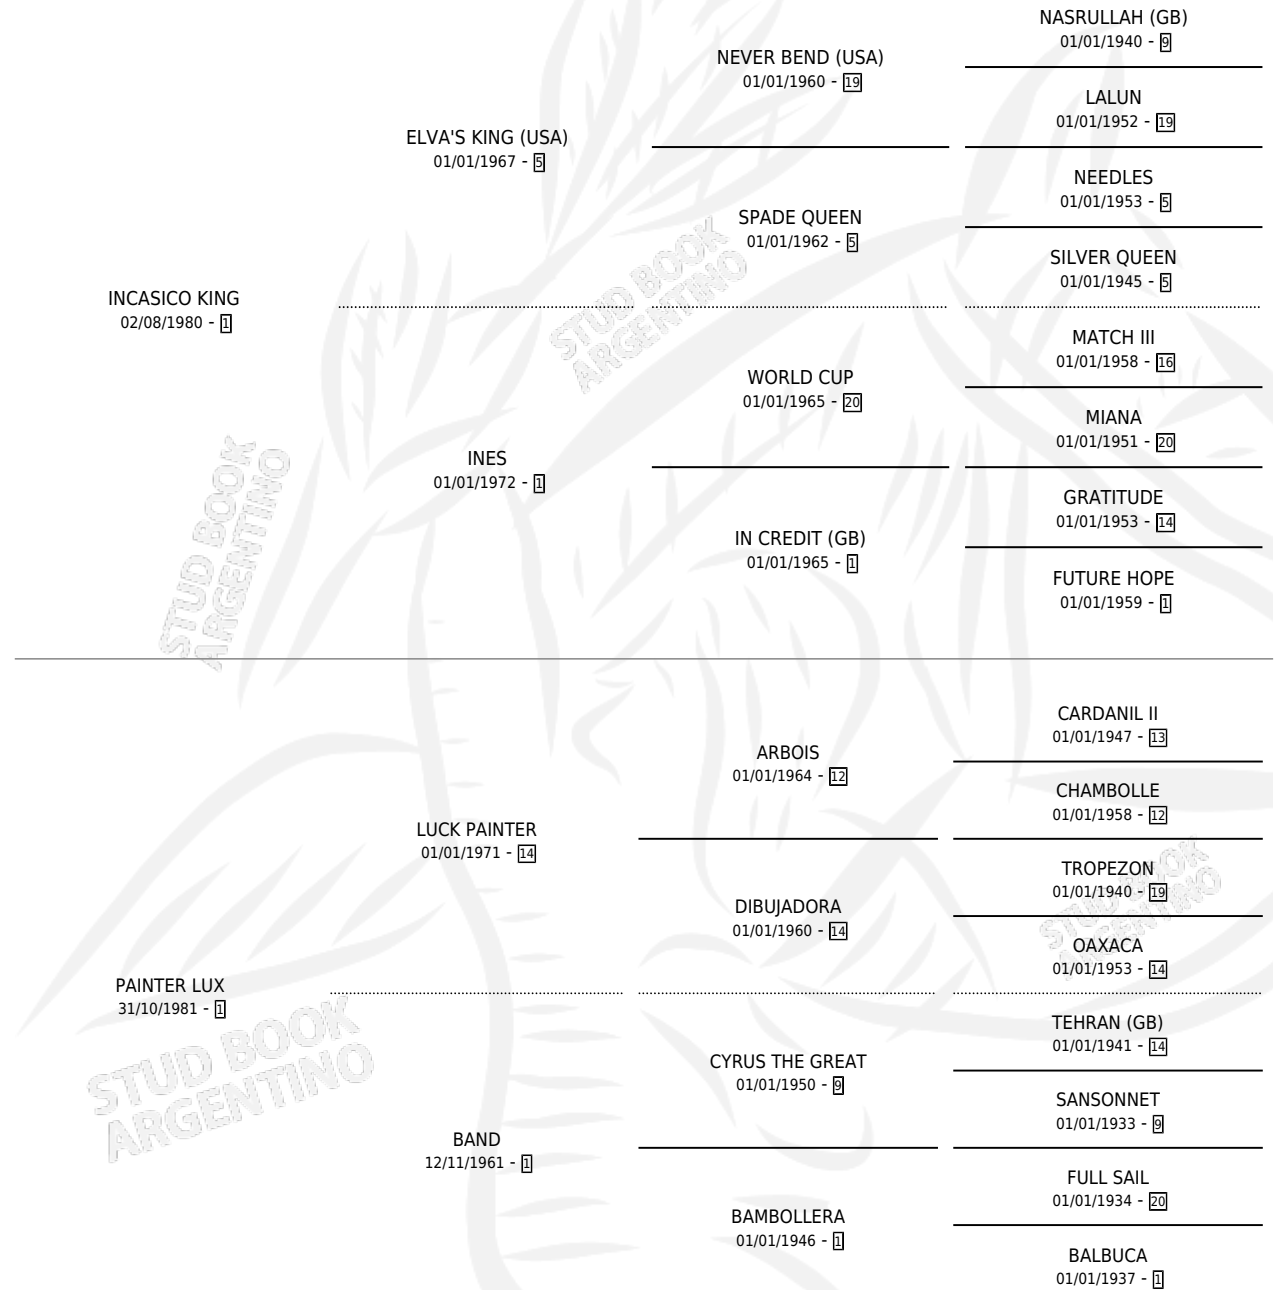 NASRULLAH (GB)
01/01/1940 - 9
NEVER BEND (USA)
01/01/1960 - 19
LALUN
01/01/1952 - 19
ELVA'S KING (USA)
01/01/1967 - 5
NEEDLES
01/01/1953 - 5
SPADE QUEEN
01/01/1962 - 5
SILVER QUEEN
01/01/1945 - 5
INCASICO KING
02/08/1980 - 1
MATCH III
01/01/1958 - 16
WORLD CUP
01/01/1965 - 20
MIANA
01/01/1951 - 20
INES
01/01/1972 - 1
GRATITUDE
01/01/1953 - 14
IN CREDIT (GB)
01/01/1965 - 1
FUTURE HOPE
01/01/1959 - 1
STUD BOOK
ARGENTINO
STUD BOOK
ARGENTINO
CARDANIL II
01/01/1947 - 13
ARBOIS
01/01/1964 - 12
CHAMBOLLE
01/01/1958 - 12
LUCK PAINTER
01/01/1971 - 14
TROPEZON
01/01/1940 - 19
DIBUJADORA
01/01/1960 - 14
OAXACA
01/01/1953 - 14
PAINTER LUX
31/10/1981 - 1
TEHRAN (GB)
01/01/1941 - 14
CYRUS THE GREAT
01/01/1950 - 9
SANSONNET
01/01/1933 - 9
BAND
12/11/1961 - 1
FULL SAIL
01/01/1934 - 20
BAMBOLLERA
01/01/1946 - 1
BALBUCA
01/01/1937 - 1
STUD BOOK
ARGENTINO
STUD BOOK
ARGENTINO